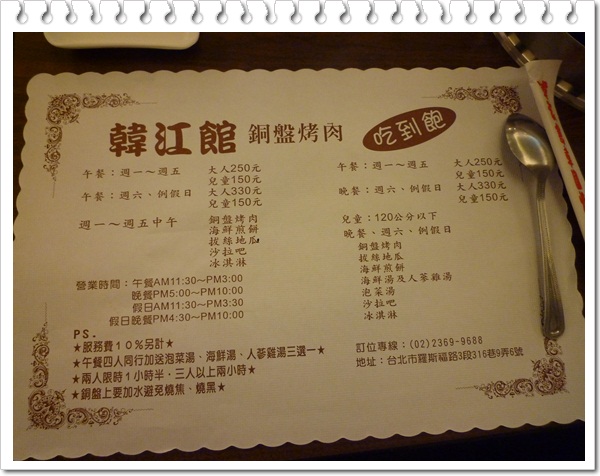 韓江館 銅盤烤肉 吃到飽
午餐：週一～週五 大人250元
兒童150元
午餐：週六、例假日 大人330元
兒童150元
週一～週五中午 銅盤烤肉
海鮮煎餅
拔絲地瓜
沙拉吧
冰淇淋
午餐：週一～週五 大人250元
兒童150元
晚餐：週六、例假日 大人330元
兒童150元
兒童：120公分以下
晚餐、週六、例假日
銅盤烤肉
拔絲地瓜
海鮮煎餅
海鮮湯及人蔘雞湯
泡菜湯
沙拉吧
冰淇淋
營業時間：午餐AM11:30～PM3:00
晚餐PM5:00～PM10:00
假日AM11:30～PM3:30
假日晚餐PM4:30～PM10:00
PS.
★服務費10%另計★
★午餐四人同行加送泡菜湯、海鮮湯、人蔘雞湯三選一★
★兩人限時1小時半，三人以上兩小時★
★銅盤上要加水避免燒焦、燒黑★
訂位專線：(02)2369-9688
地址：台北市羅斯福路3段316巷9弄6號